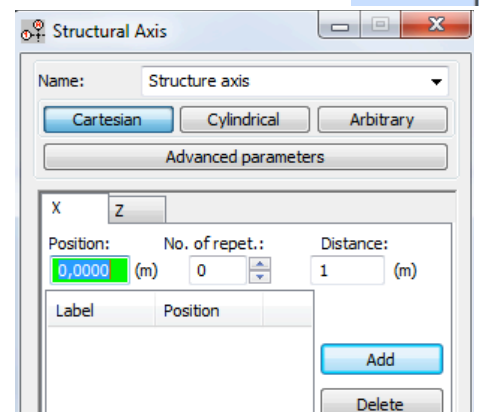 Structural Axis
Name: Structure axis
Cartesian Cylindrical Arbitrary
Advanced parameters
X Z
Position: No. of repet.: Distance:
0,0000 (m) 0 1 (m)
Label Position
Add
Delete